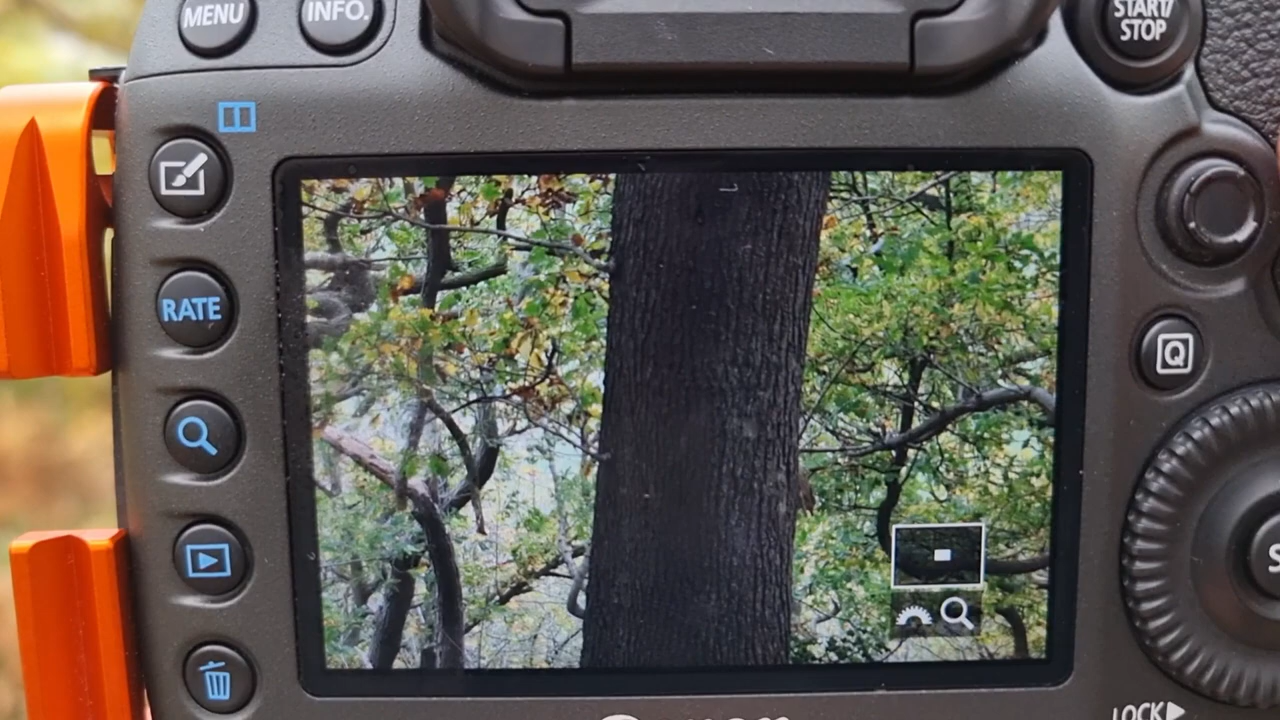 MENU
INFO.
START/
STOP
RATE
Q
LOCK▶